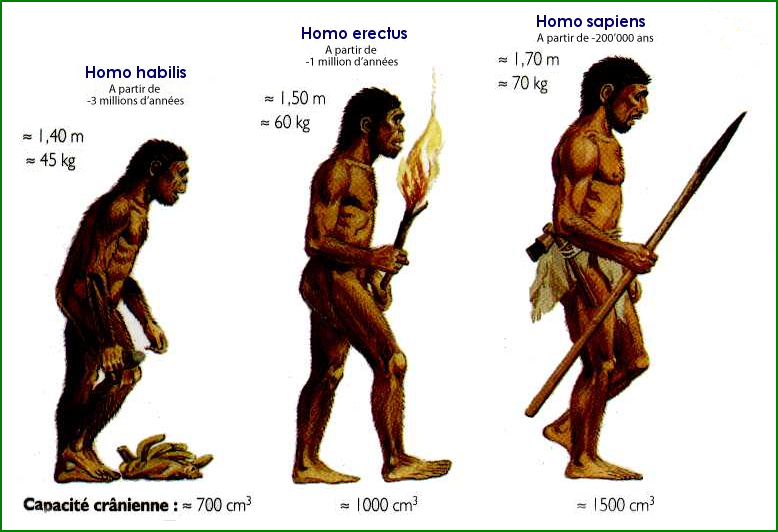 Homo habilis
A partir de
-3 millions d'années
≈ 1,40 m
≈ 45 kg
Homo erectus
A partir de
-1 million d'années
≈ 1,50 m
≈ 60 kg
Homo sapiens
A partir de -200'000 ans
≈ 1,70 m
≈ 70 kg
Capacité crânienne : ≈ 700 cm³
≈ 1000 cm³
≈ 1500 cm³